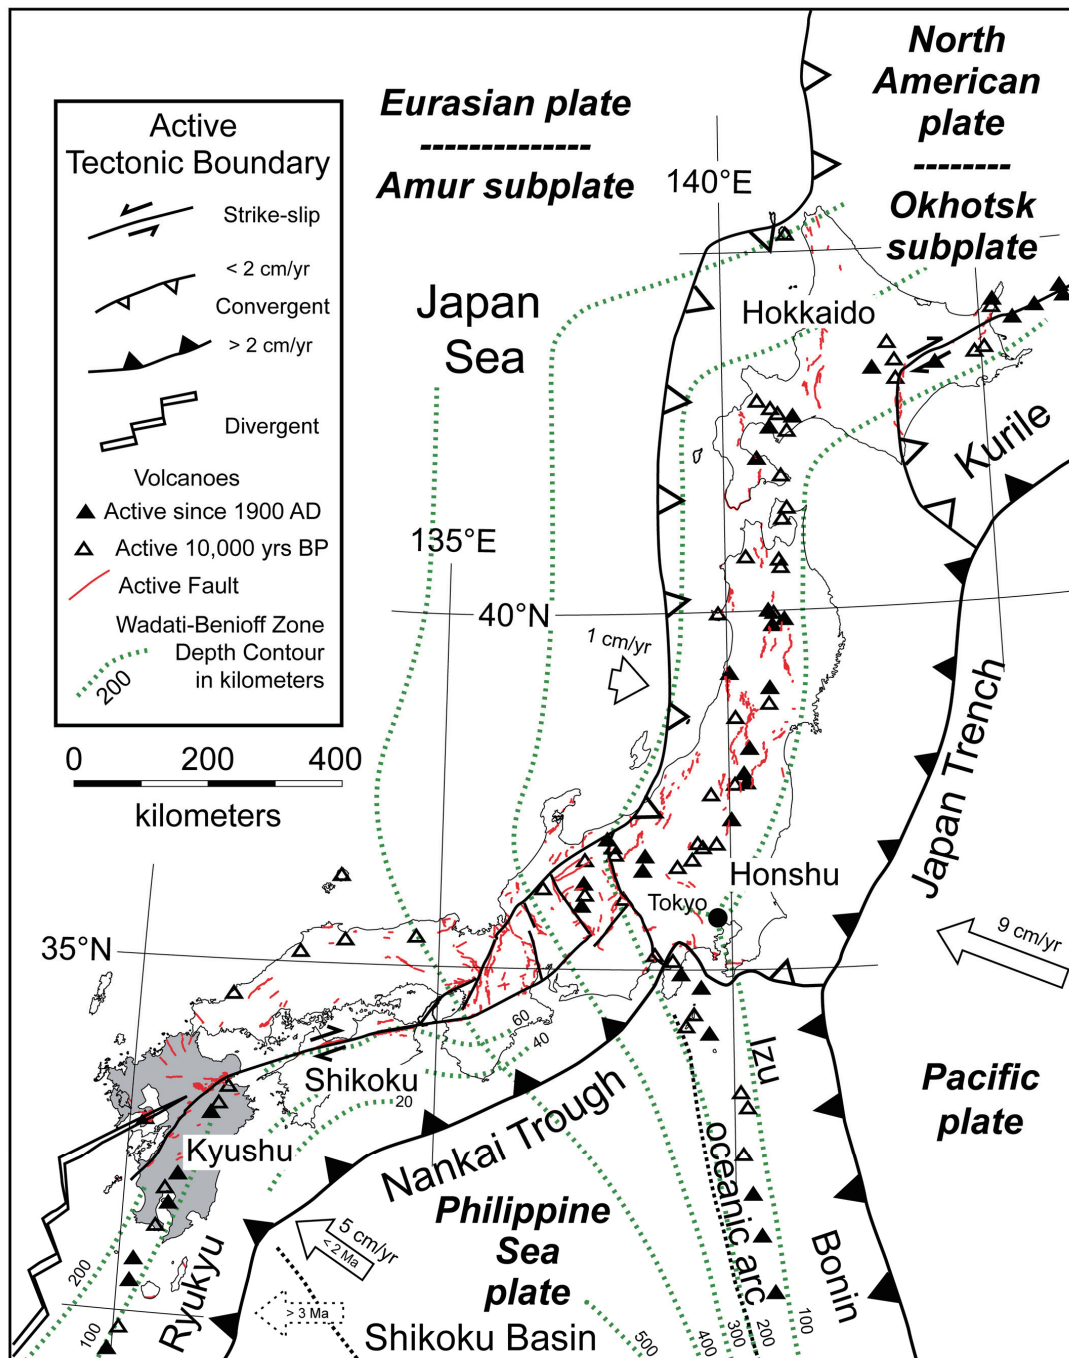 North
American
plate
--------
Okhotsk
subplate
Eurasian plate
-------------
Amur subplate
140°E
Active
Tectonic Boundary
Strike-slip
< 2 cm/yr
Convergent
> 2 cm/yr
Divergent
Volcanoes
Active since 1900 AD
Active 10,000 yrs BP
Active Fault
Wadati-Benioff Zone
Depth Contour
in kilometers
200
0 200 400
kilometers
Japan
Sea
Hokkaido
Kurile
135°E
40°N
1 cm/yr
Japan Trench
Honshu
Tokyo
9 cm/yr
35°N
60
40
20
Shikoku
Kyushu
Nankai Trough
Izu
Bonin
oceanic arc
Pacific
plate
Philippine
Sea
plate
5 cm/yr
< 2 Ma
> 3 Ma
Shikoku Basin
Ryukyu
200
100
500
400
300
200
100